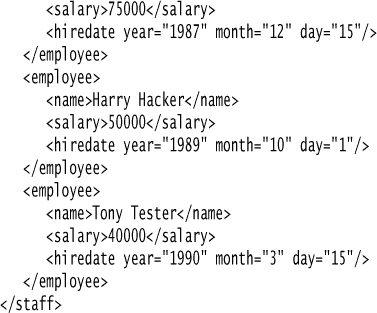 <salary>75000</salary>
<hiredate year="1987" month="12" day="15"/>
</employee>
<employee>
<name>Harry Hacker</name>
<salary>50000</salary>
<hiredate year="1989" month="10" day="1"/>
</employee>
<employee>
<name>Tony Tester</name>
<salary>40000</salary>
<hiredate year="1990" month="3" day="15"/>
</employee>
</staff>